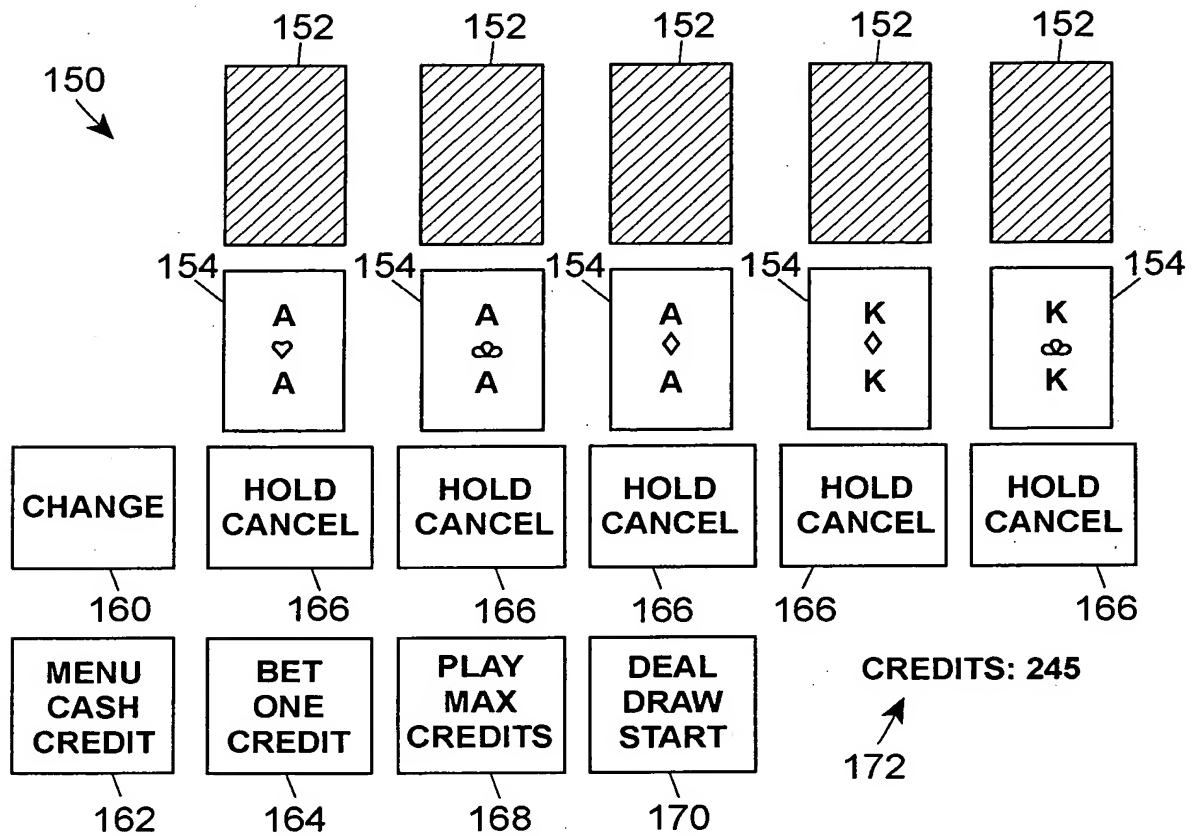 152 152 152 152 152
150
154 154 154 154 154
A A A K K
A A A K K
CHANGE
HOLD CANCEL
HOLD CANCEL
HOLD CANCEL
HOLD CANCEL
HOLD CANCEL
160 166 166 166 166 166
MENU
CASH
CREDIT
BET
ONE
CREDIT
PLAY
MAX
CREDITS
DEAL
DRAW
START
CREDITS: 245
172
162 164 168 170